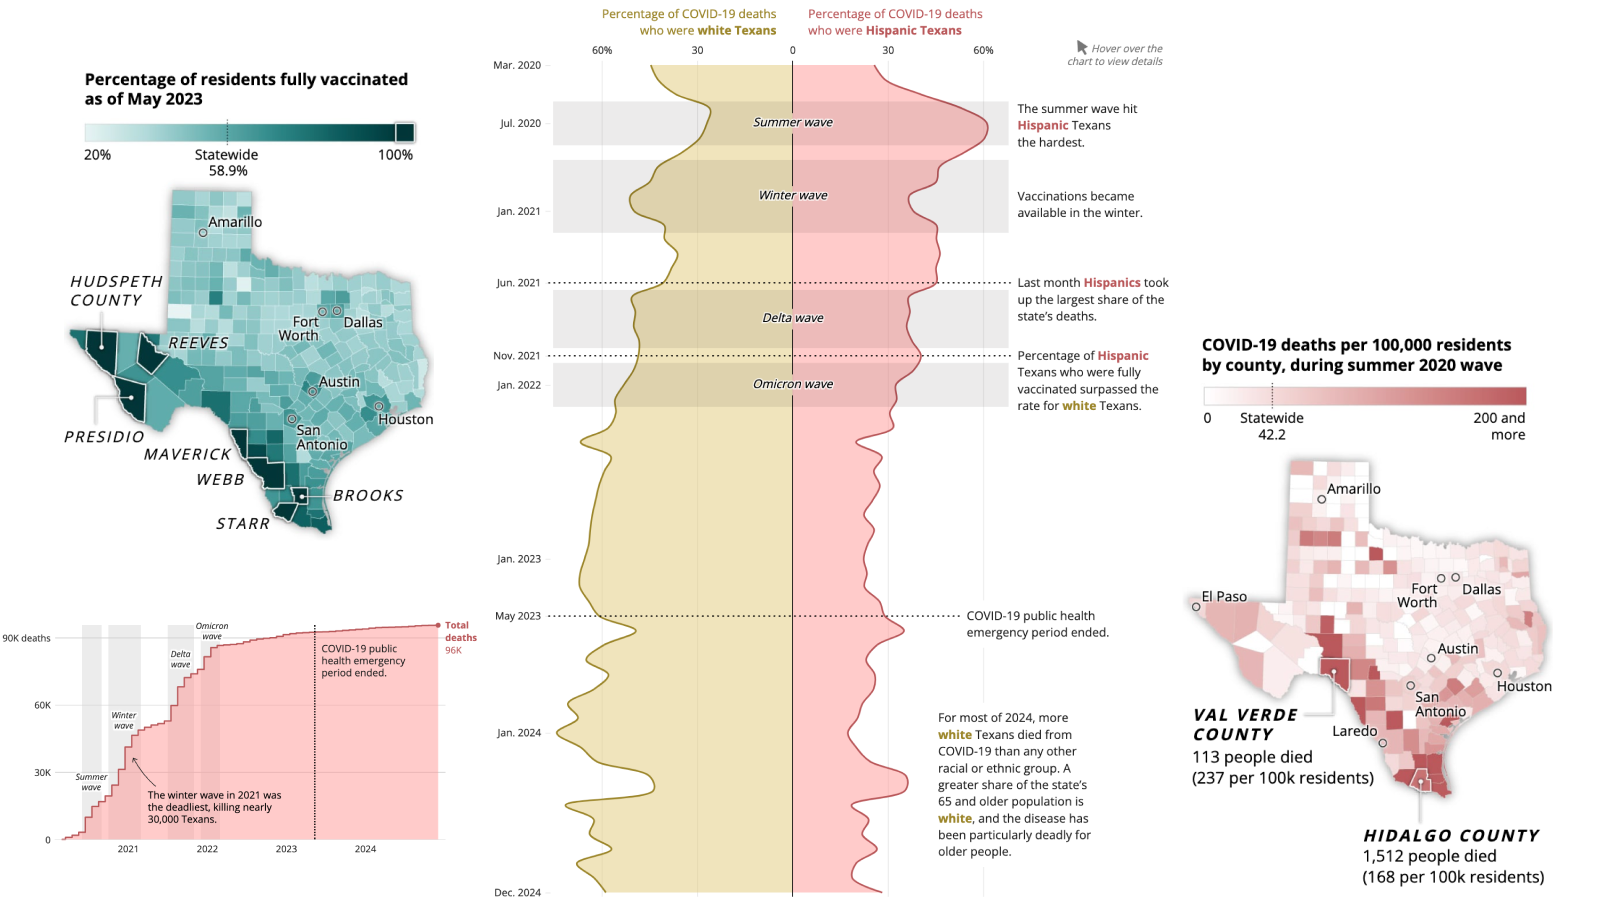 Percentage of residents fully vaccinated
as of May 2023
20%
Statewide
58.9%
100%
Amarillo
HUDSPETH
COUNTY
Fort
Worth
Dallas
REEVES
Austin
Houston
San
Antonio
PRESIDIO
MAVERICK
WEBB
BROOKS
STARR
90K deaths
60K
30K
0
Summer
wave
Winter
wave
Delta
wave
Omicron
wave
Total
deaths
96K
COVID-19 public
health emergency
period ended.
The winter wave in 2021 was
the deadliest, killing nearly
30,000 Texans.
2021
2022
2023
2024
Percentage of COVID-19 deaths
who were white Texans
Percentage of COVID-19 deaths
who were Hispanic Texans
60%
30
0
30
60%
Hover over the
chart to view details
Mar. 2020
Jul. 2020
Jan. 2021
Jun. 2021
Nov. 2021
Jan. 2022
Jan. 2023
May 2023
Jan. 2024
Dec. 2024
Summer wave
Winter wave
Delta wave
Omicron wave
The summer wave hit
Hispanic Texans
the hardest.
Vaccinations became
available in the winter.
Last month Hispanics took
up the largest share of the
state's deaths.
Percentage of Hispanic
Texans who were fully
vaccinated surpassed the
rate for white Texans.
COVID-19 public health
emergency period ended.
For most of 2024, more
white Texans died from
COVID-19 than any other
racial or ethnic group. A
greater share of the state's
65 and older population is
white, and the disease has
been particularly deadly for
older people.
COVID-19 deaths per 100,000 residents
by county, during summer 2020 wave
0
Statewide
42.2
200 and
more
Amarillo
El Paso
Fort
Worth
Dallas
Austin
Houston
San
Antonio
Laredo
VAL VERDE
COUNTY
113 people died
(237 per 100k residents)
HIDALGO COUNTY
1,512 people died
(168 per 100k residents)